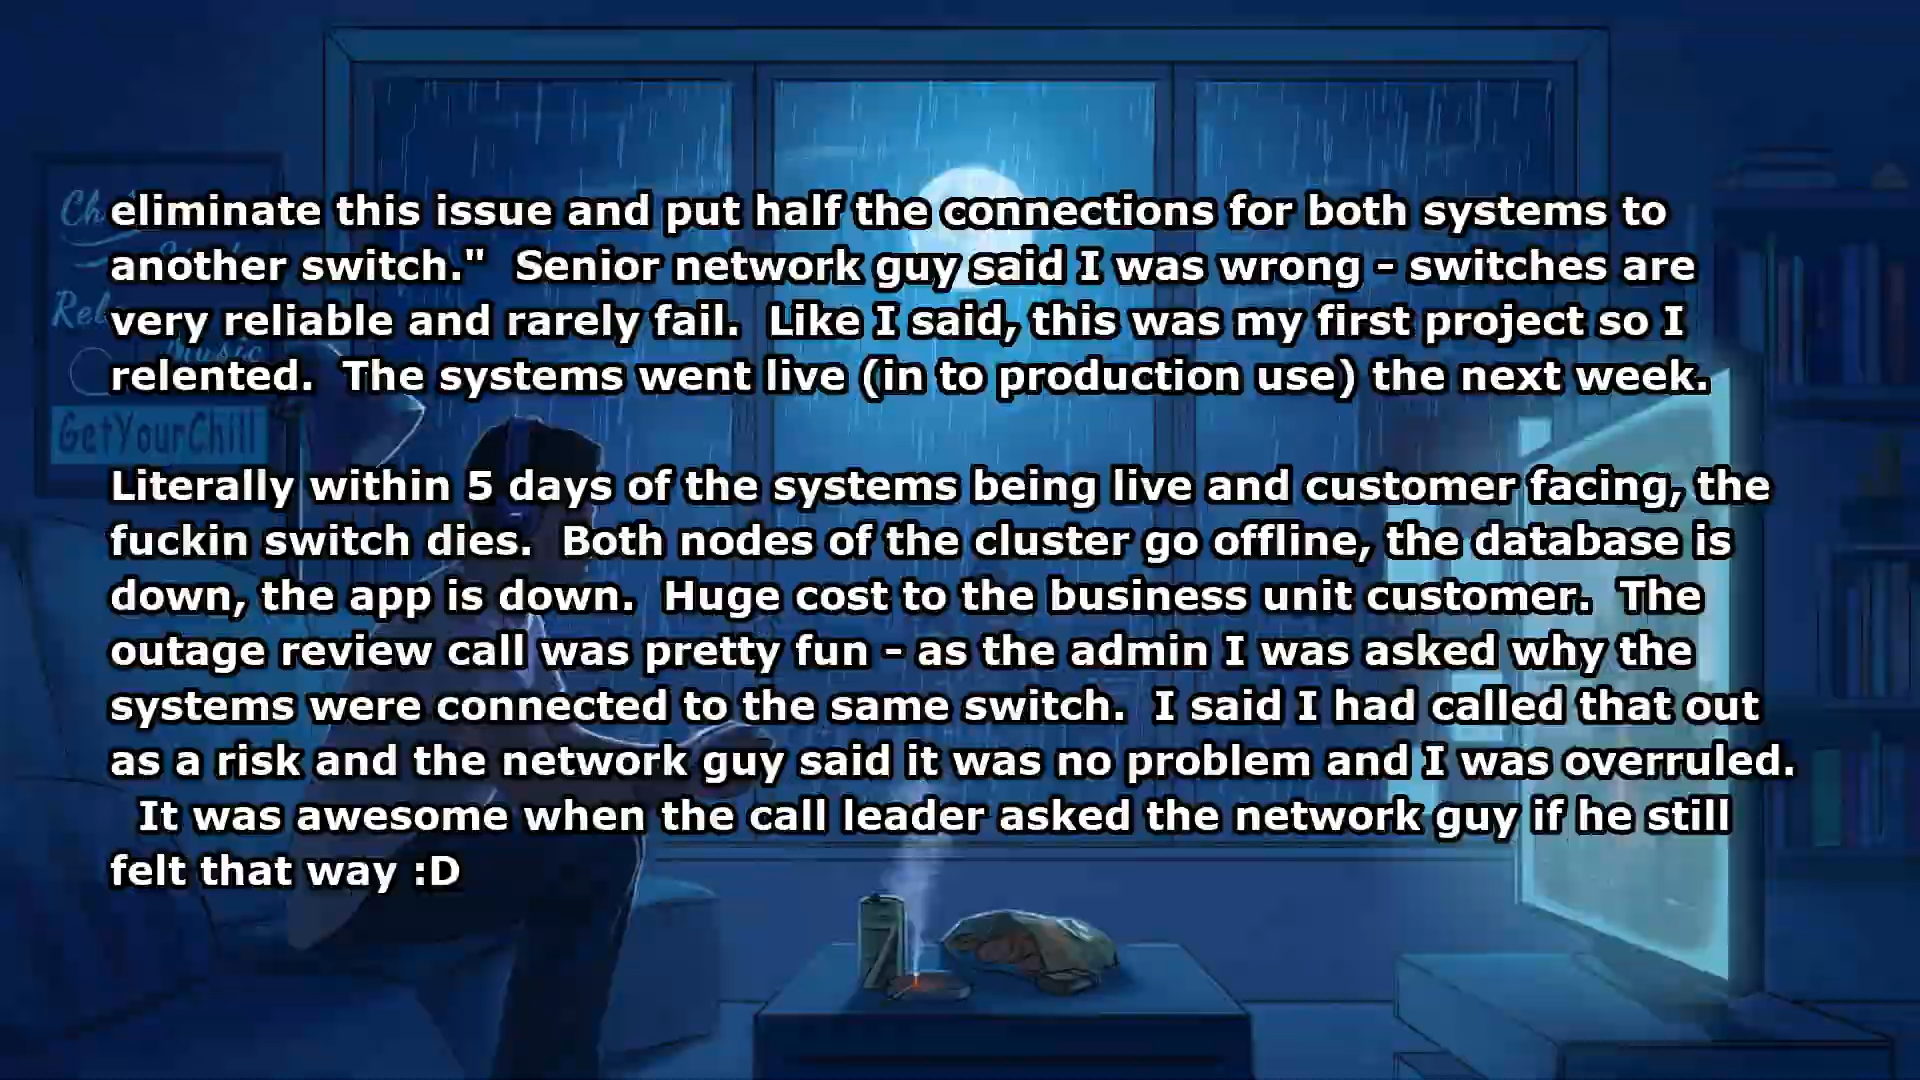 eliminate this issue and put half the connections for both systems to
another switch."  Senior network guy said I was wrong - switches are
very reliable and rarely fail.  Like I said, this was my first project so I
relented.  The systems went live (in to production use) the next week.
Literally within 5 days of the systems being live and customer facing, the
fuckin switch dies.  Both nodes of the cluster go offline, the database is
down, the app is down.  Huge cost to the business unit customer.  The
outage review call was pretty fun - as the admin I was asked why the
systems were connected to the same switch.  I said I had called that out
as a risk and the network guy said it was no problem and I was overruled.
It was awesome when the call leader asked the network guy if he still
felt that way :D
Music
GetYourChill